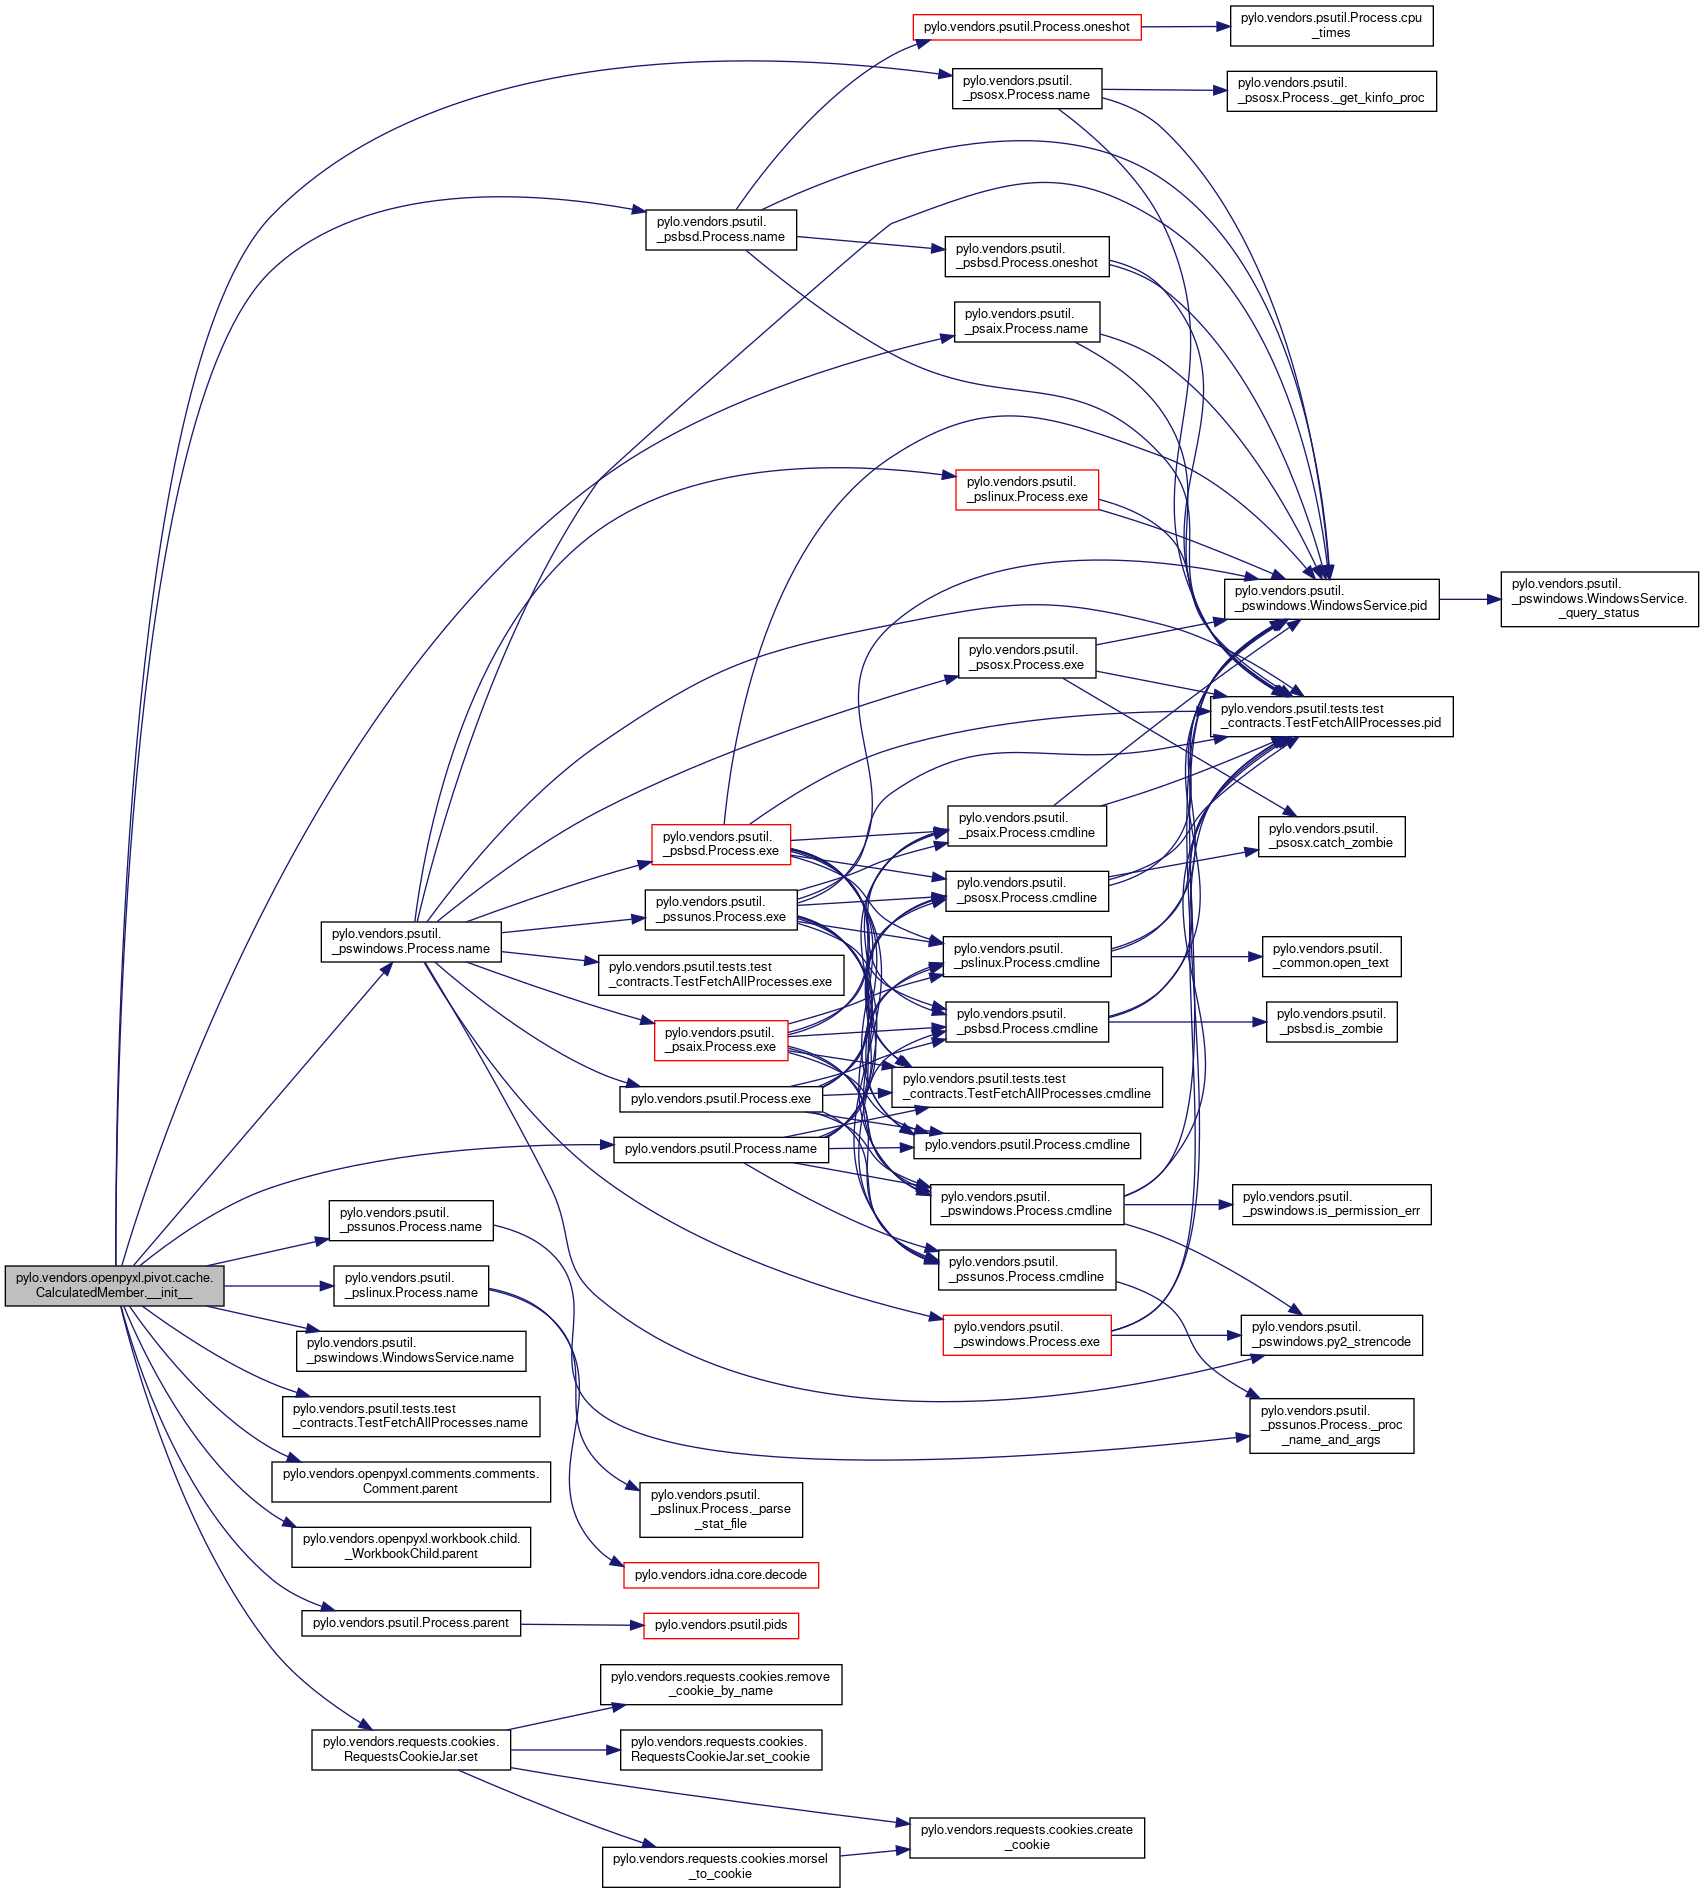 pylo.vendors.psutil.Process.oneshot
pylo.vendors.psutil.Process.cpu
_times
pylo.vendors.psutil.
_psosx.Process.name
pylo.vendors.psutil.
_psosx.Process._get_kinfo_proc
pylo.vendors.psutil.
_psbsd.Process.name
pylo.vendors.psutil.
_psbsd.Process.oneshot
pylo.vendors.psutil.
_psaix.Process.name
pylo.vendors.psutil.
_pslinux.Process.exe
pylo.vendors.psutil.
_pswindows.WindowsService.pid
pylo.vendors.psutil.
_pswindows.WindowsService.
_query_status
pylo.vendors.psutil.
_psosx.Process.exe
pylo.vendors.psutil.tests.test
_contracts.TestFetchAllProcesses.pid
pylo.vendors.psutil.
_psbsd.Process.exe
pylo.vendors.psutil.
_psaix.Process.cmdline
pylo.vendors.psutil.
_psosx.catch_zombie
pylo.vendors.psutil.
_pssunos.Process.exe
pylo.vendors.psutil.
_psosx.Process.cmdline
pylo.vendors.psutil.
_pswindows.Process.name
pylo.vendors.psutil.tests.test
_contracts.TestFetchAllProcesses.exe
pylo.vendors.psutil.
_pslinux.Process.cmdline
pylo.vendors.psutil.
_common.open_text
pylo.vendors.psutil.
_psaix.Process.exe
pylo.vendors.psutil.
_psbsd.Process.cmdline
pylo.vendors.psutil.
_psbsd.is_zombie
pylo.vendors.psutil.Process.exe
pylo.vendors.psutil.tests.test
_contracts.TestFetchAllProcesses.cmdline
pylo.vendors.psutil.Process.name
pylo.vendors.psutil.Process.cmdline
pylo.vendors.psutil.
_pssunos.Process.name
pylo.vendors.psutil.
_pswindows.Process.cmdline
pylo.vendors.psutil.
_pswindows.is_permission_err
pylo.vendors.openpyxl.pivot.cache.
CalculatedMember.__init__
pylo.vendors.psutil.
_pslinux.Process.name
pylo.vendors.psutil.
_pssunos.Process.cmdline
pylo.vendors.psutil.
_pswindows.WindowsService.name
pylo.vendors.psutil.
_pswindows.Process.exe
pylo.vendors.psutil.
_pswindows.py2_strencode
pylo.vendors.psutil.tests.test
_contracts.TestFetchAllProcesses.name
pylo.vendors.psutil.
_pssunos.Process._proc
_name_and_args
pylo.vendors.openpyxl.comments.comments.
Comment.parent
pylo.vendors.psutil.
_pslinux.Process._parse
_stat_file
pylo.vendors.openpyxl.workbook.child.
_WorkbookChild.parent
pylo.vendors.idna.core.decode
pylo.vendors.psutil.Process.parent
pylo.vendors.psutil.pids
pylo.vendors.requests.cookies.remove
_cookie_by_name
pylo.vendors.requests.cookies.
RequestsCookieJar.set
pylo.vendors.requests.cookies.
RequestsCookieJar.set_cookie
pylo.vendors.requests.cookies.create
_cookie
pylo.vendors.requests.cookies.morsel
_to_cookie